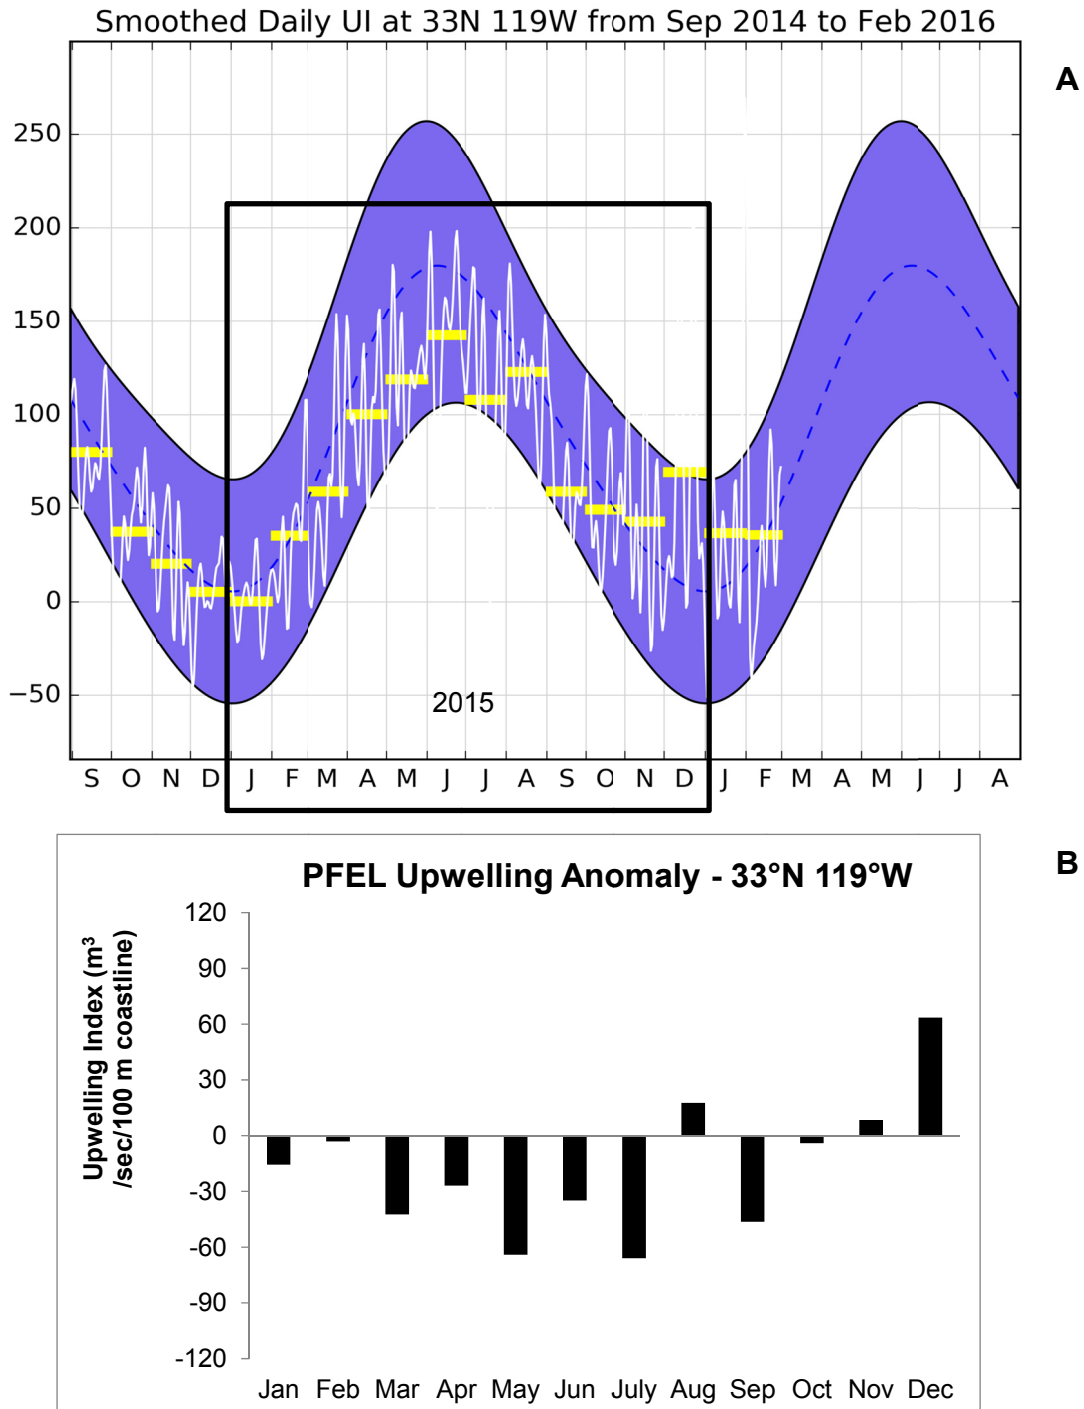 Smoothed Daily UI at 33N 119W from Sep 2014 to Feb 2016
A
250
200
150
100
50
0
−50
2015
S O N D J F M A M J J A S O N D J F M A M J J A
B
PFEL Upwelling Anomaly - 33°N 119°W
Upwelling Index (m³
/sec/100 m coastline)
120
90
60
30
0
-30
-60
-90
-120
Jan Feb Mar Apr May Jun July Aug Sep Oct Nov Dec